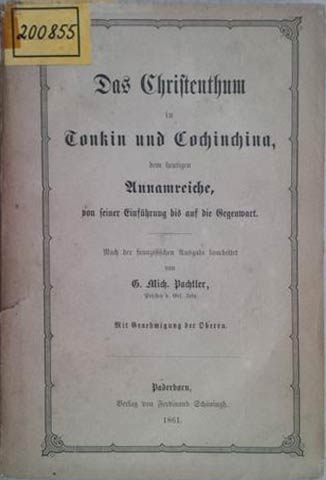 200855
Das Christenthum
in
Tonkin und Cochinchina,
dem heutigen
Annamreiche,
von seiner Einführung bis auf die Gegenwart.
Nach der französischen Ausgabe bearbeitet
von
G. Mich. Pachtler,
Priester d. Ges. Jesu.
Mit Genehmigung der Oberen.
Paderborn,
Verlag von Ferdinand Schöningh.
1861.